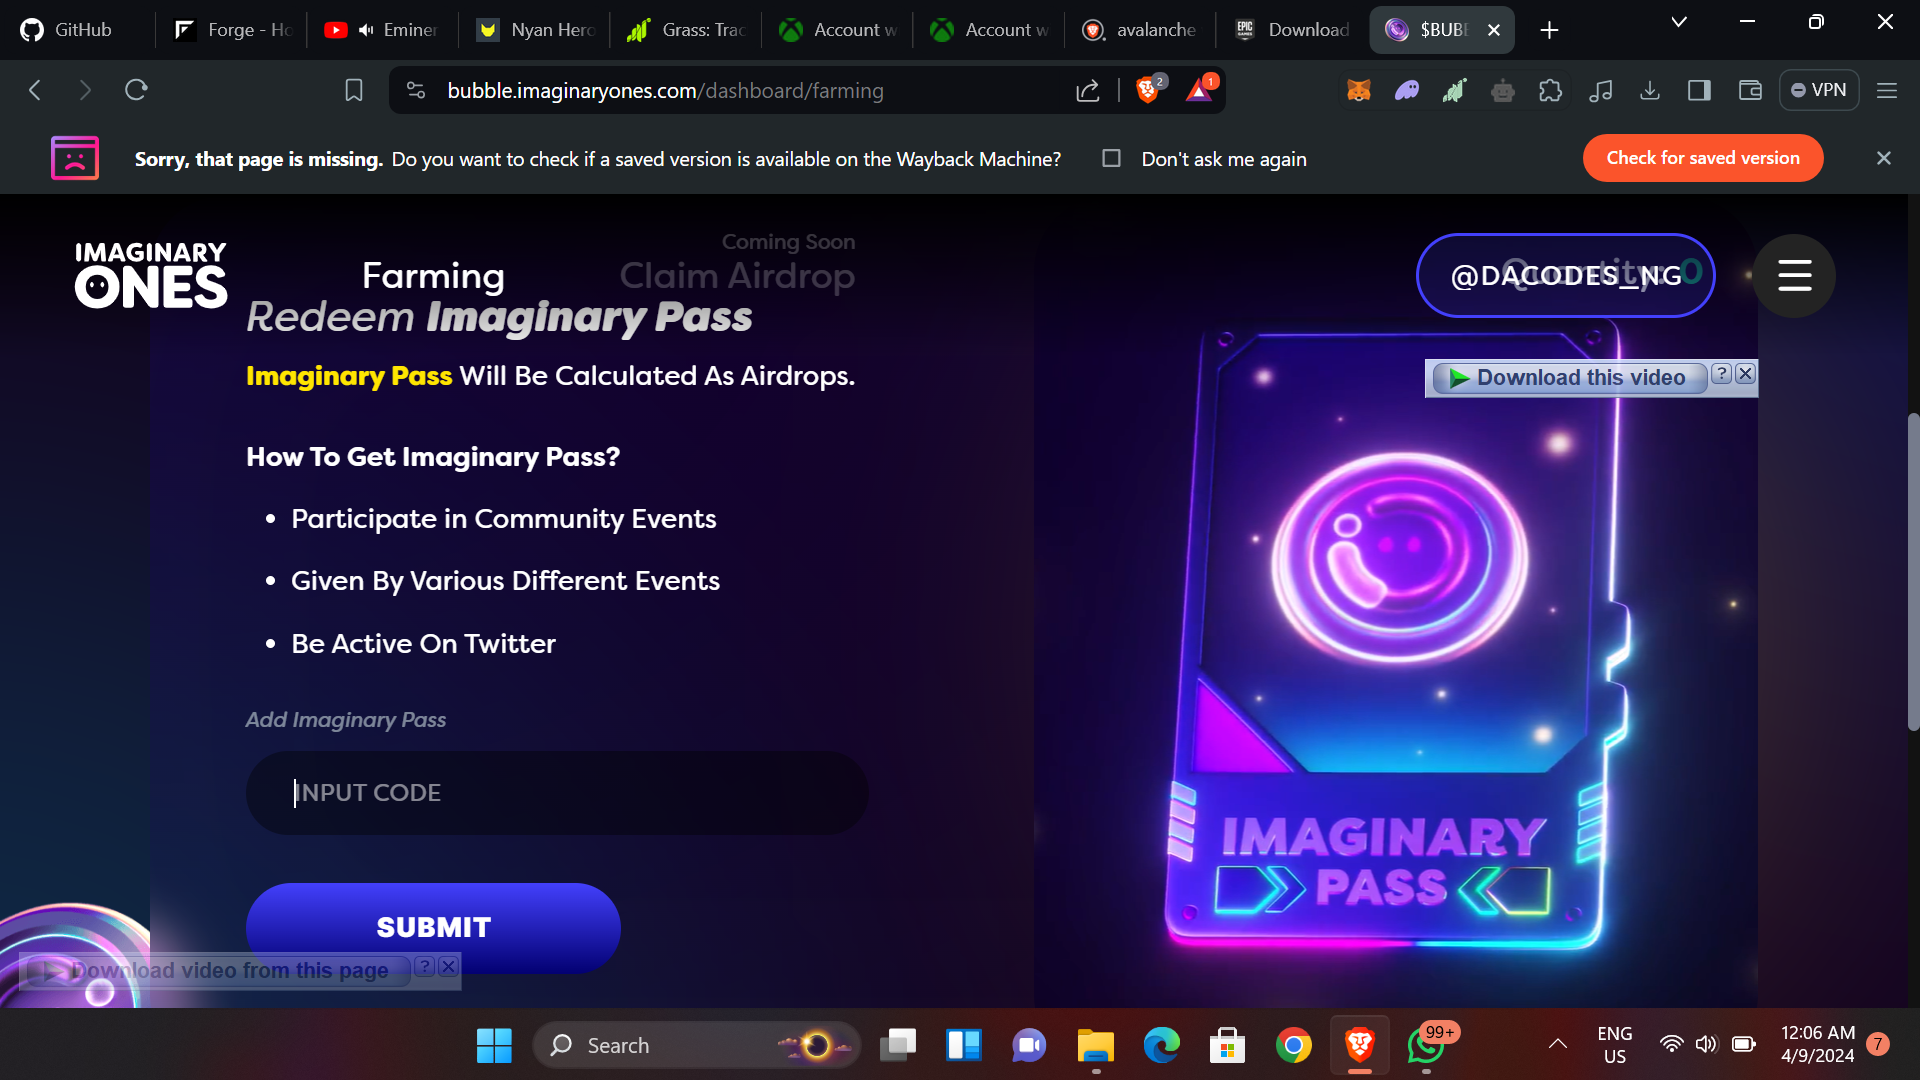 GitHub
Forge - Ho
Eminer
Nyan Hero
Grass: Trac
Account w
Account w
avalanche
Download
$BUBB
bubble.imaginaryones.com/dashboard/farming
2
1
VPN
Sorry, that page is missing. Do you want to check if a saved version is available on the Wayback Machine?
Don't ask me again
Check for saved version
IMAGINARY
ONES
Farming
Coming Soon
Claim Airdrop
@DACODES_NG
Quantity: 0
Redeem Imaginary Pass
Imaginary Pass Will Be Calculated As Airdrops.
Download this video
?
How To Get Imaginary Pass?
• Participate in Community Events
• Given By Various Different Events
• Be Active On Twitter
Add Imaginary Pass
INPUT CODE
SUBMIT
Download video from this page
?
IMAGINARY
PASS
Search
99+
ENG
US
12:06 AM
4/9/2024
7